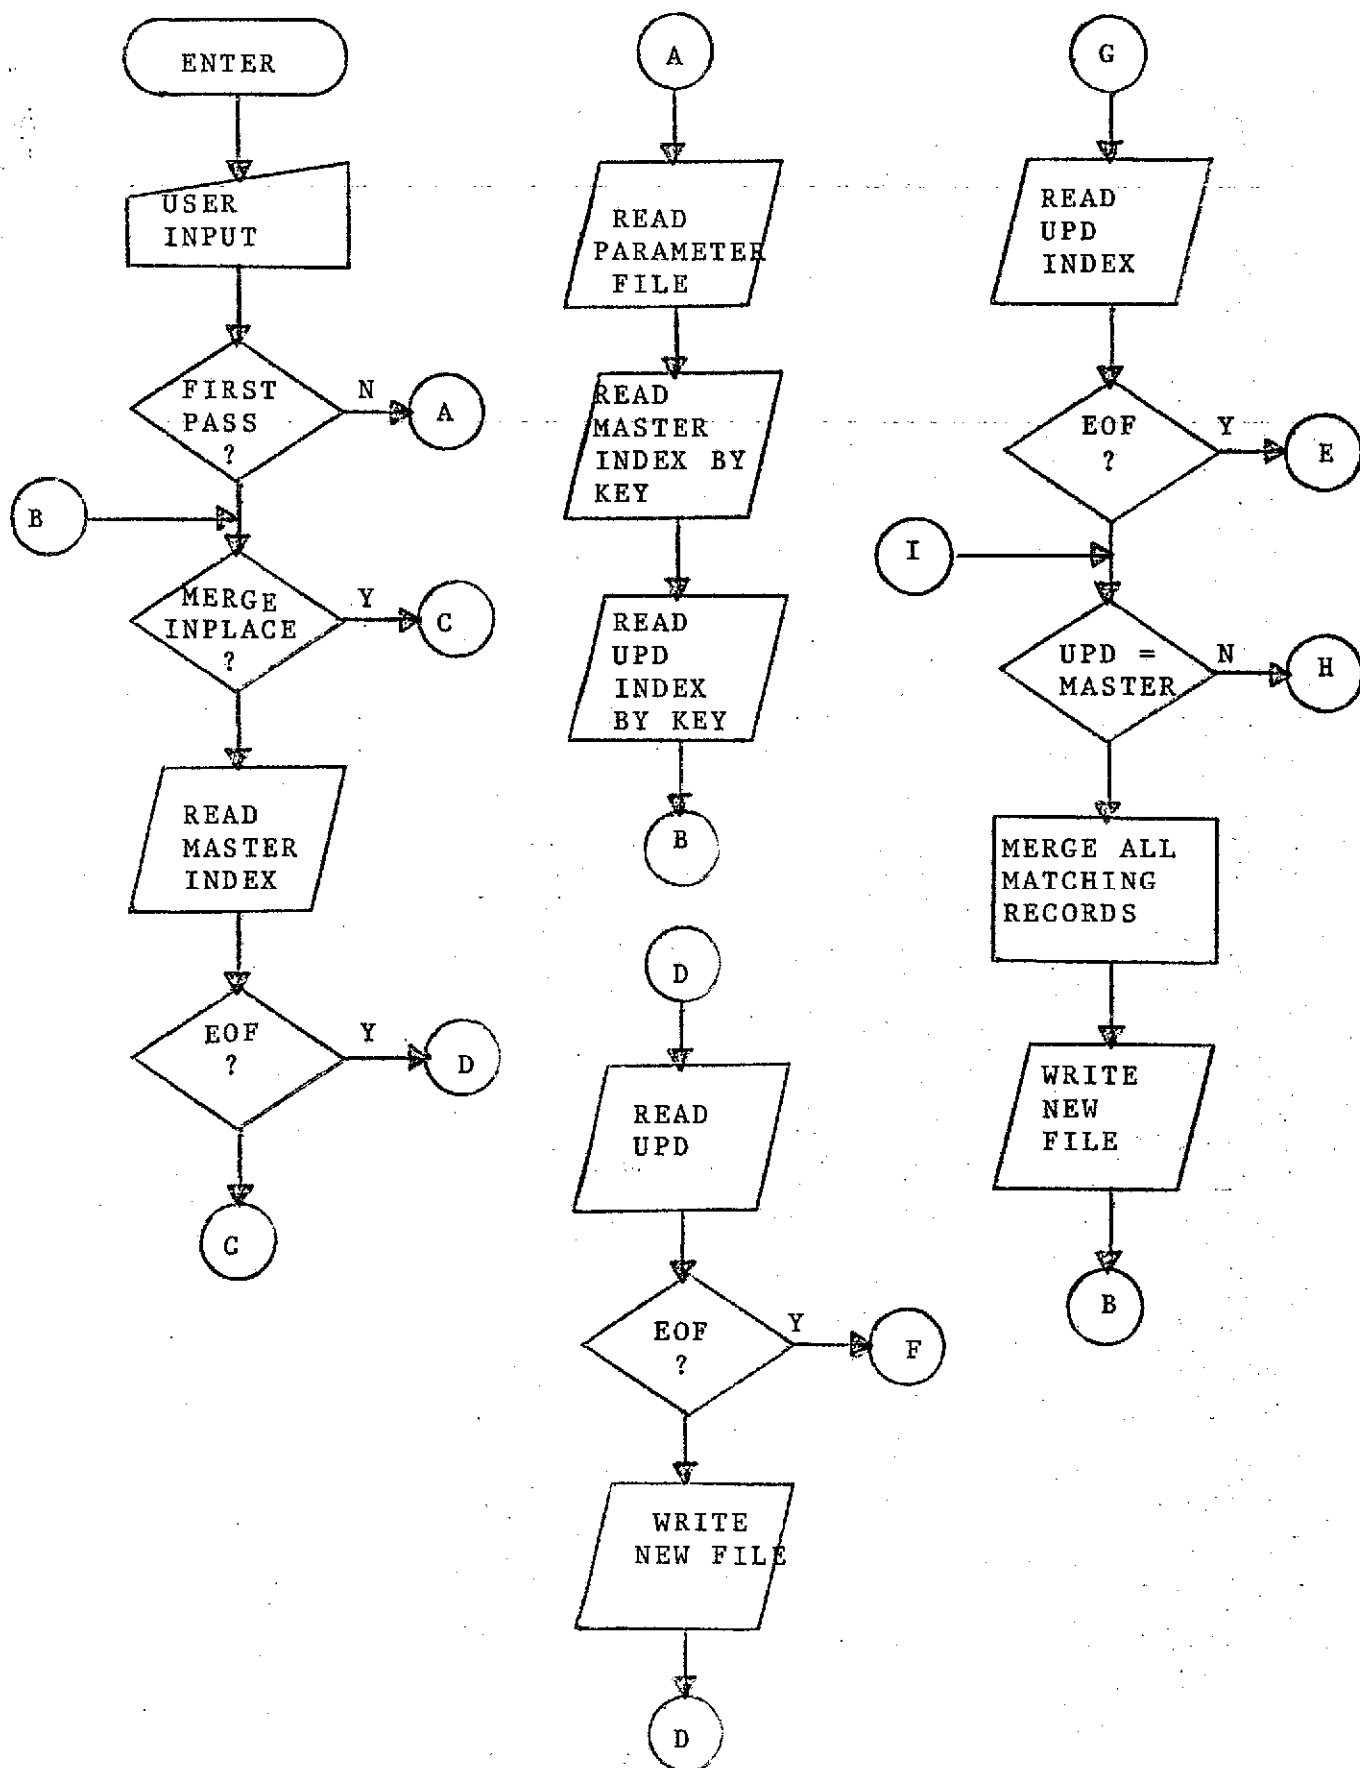 ENTER
USER
INPUT
FIRST
PASS
?
N
A
B
MERGE
INPLACE
?
Y
C
READ
MASTER
INDEX
EOF
?
Y
D
G
A
READ
PARAMETER
FILE
READ
MASTER
INDEX BY
KEY
READ
UPD
INDEX
BY KEY
B
D
READ
UPD
EOF
?
Y
F
WRITE
NEW FILE
D
G
READ
UPD
INDEX
EOF
?
Y
E
I
UPD =
MASTER
N
H
MERGE ALL
MATCHING
RECORDS
WRITE
NEW
FILE
B